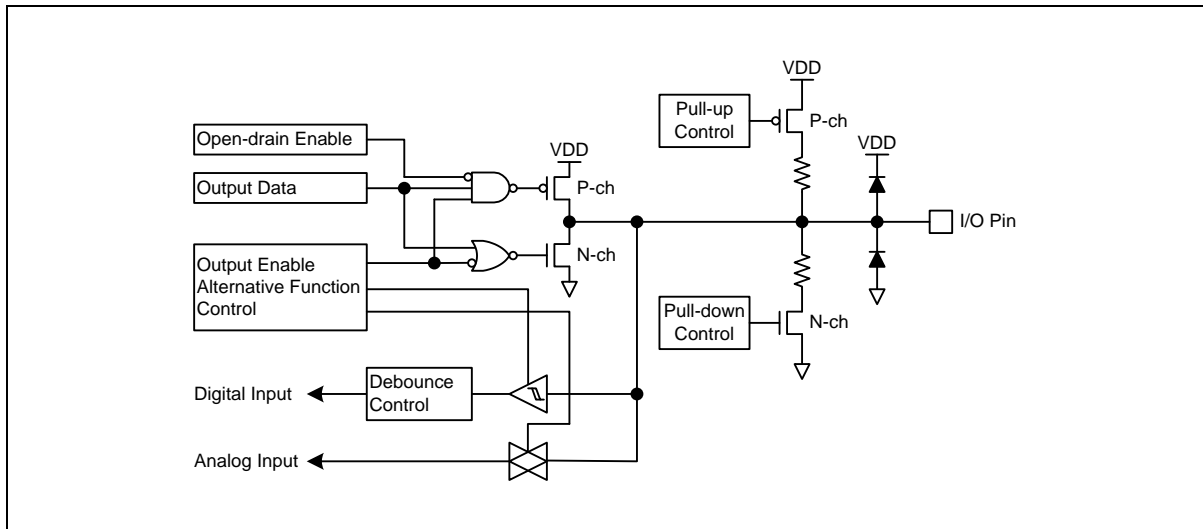 VDD
Pull-up
Control
P-ch
Open-drain Enable
VDD
VDD
Output Data
P-ch
I/O Pin
N-ch
Output Enable
Alternative Function
Control
Pull-down
Control
N-ch
Digital Input
Debounce
Control
Analog Input